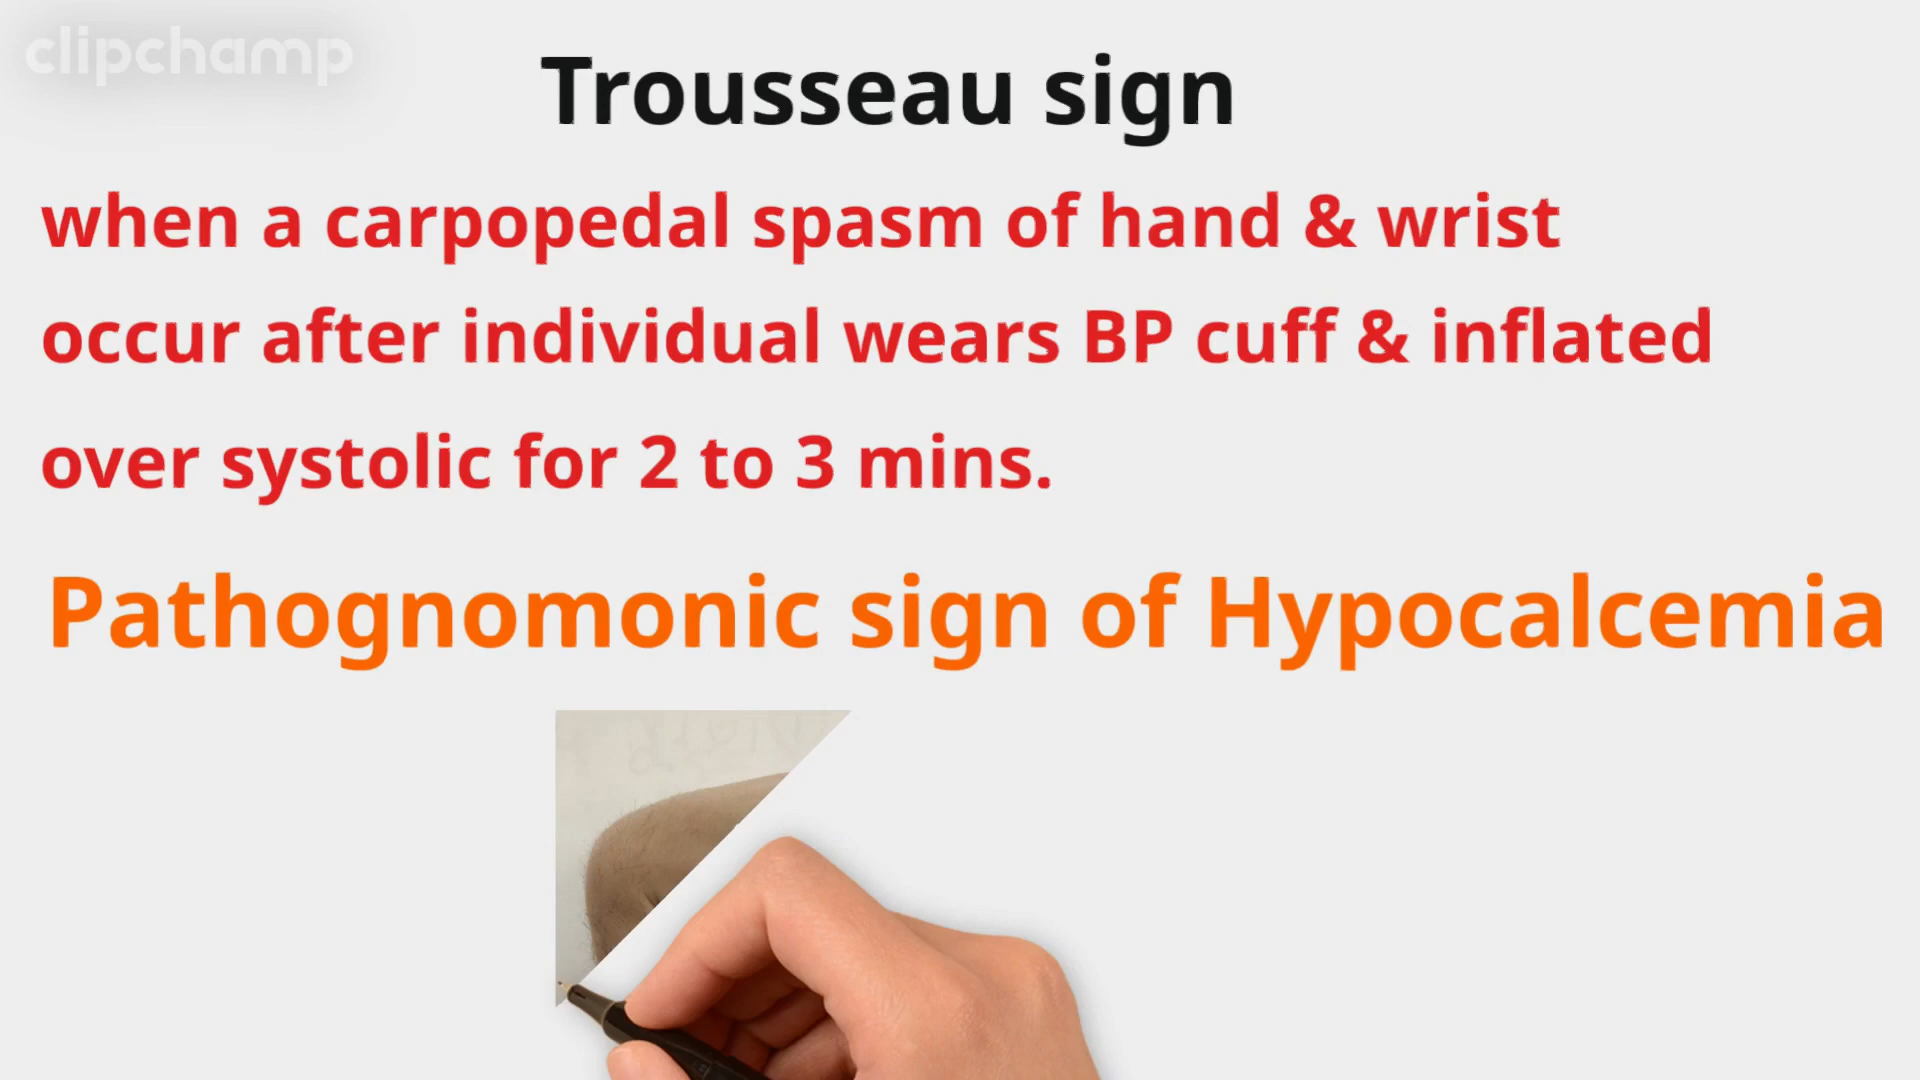 clipchamp
Trousseau sign
when a carpopedal spasm of hand & wrist
occur after individual wears BP cuff & inflated
over systolic for 2 to 3 mins.
Pathognomonic sign of Hypocalcemia